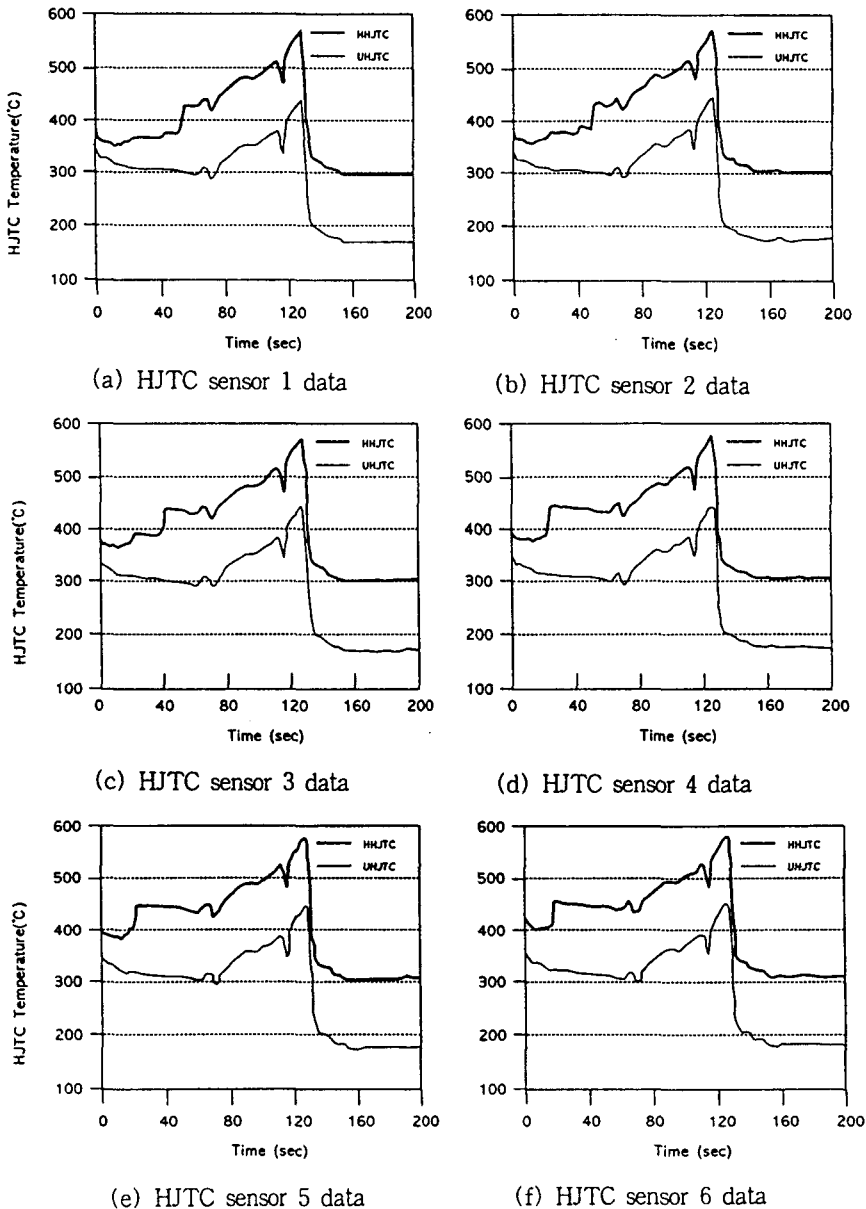 600
500
400
300
200
100
HJTC Temperature(℃)
HHJTC
UHJTC
0 40 80 120 160 200
Time (sec)
(a) HJTC sensor 1 data
600
500
400
300
200
100
HHJTC
UHJTC
0 40 80 120 160 200
Time (sec)
(b) HJTC sensor 2 data
600
500
400
300
200
100
HJTC Temperature(℃)
HHJTC
UHJTC
0 40 80 120 160 200
Time (sec)
(c) HJTC sensor 3 data
600
500
400
300
200
100
HHJTC
UHJTC
0 40 80 120 160 200
Time (sec)
(d) HJTC sensor 4 data
600
500
400
300
200
100
HJTC Temperature(℃)
HHJTC
UHJTC
0 40 80 120 160 200
Time (sec)
(e) HJTC sensor 5 data
600
500
400
300
200
100
HHJTC
UHJTC
0 40 80 120 160 200
Time (sec)
(f) HJTC sensor 6 data